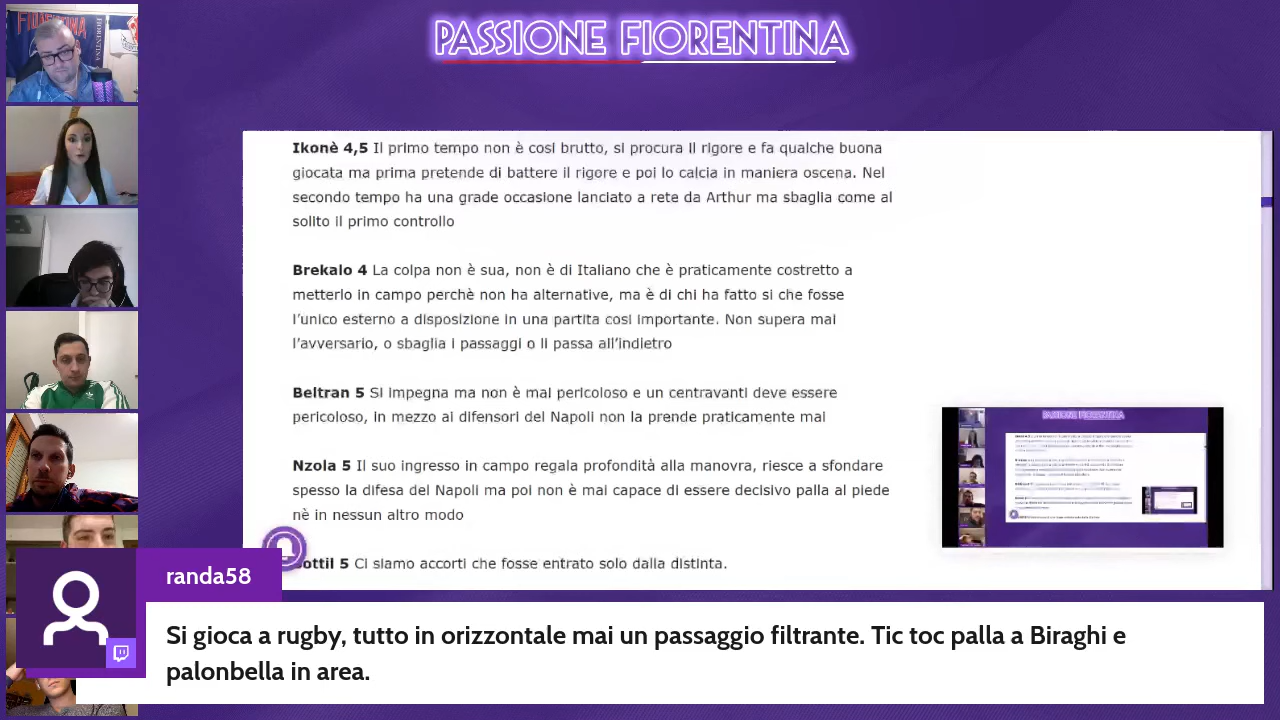 PASSIONE FIORENTINA
Ikonè 4,5 Il primo tempo non è cosi brutto, si procura il rigore e fa qualche buona
giocata ma prima pretende di battere il rigore e poi lo calcia in maniera oscena. Nel
secondo tempo ha una grade occasione lanciato a rete da Arthur ma sbaglia come al
solito il primo controllo
Brekalo 4 La colpa non è sua, non è di Italiano che è praticamente costretto a
metterlo in campo perchè non ha alternative, ma è di chi ha fatto si che fosse
l'unico esterno a disposizione in una partita cosi importante. Non supera mai
l'avversario, o sbaglia i passaggi o li passa all'indietro
Beltran 5 Si impegna ma non è mai pericoloso e un centravanti deve essere
pericoloso, in mezzo ai difensori del Napoli non la prende praticamente mai
Nzola 5 Il suo ingresso in campo regala profondità alla manovra, riesce a sfondare
spesso la difesa del Napoli ma poi non è mai capace di essere decisivo palla al piede
nè in nessun altro modo
ottil 5 Ci siamo accorti che fosse entrato solo dalla distinta.
randa58
Si gioca a rugby, tutto in orizzontale mai un passaggio filtrante. Tic toc palla a Biraghi e
palonbella in area.